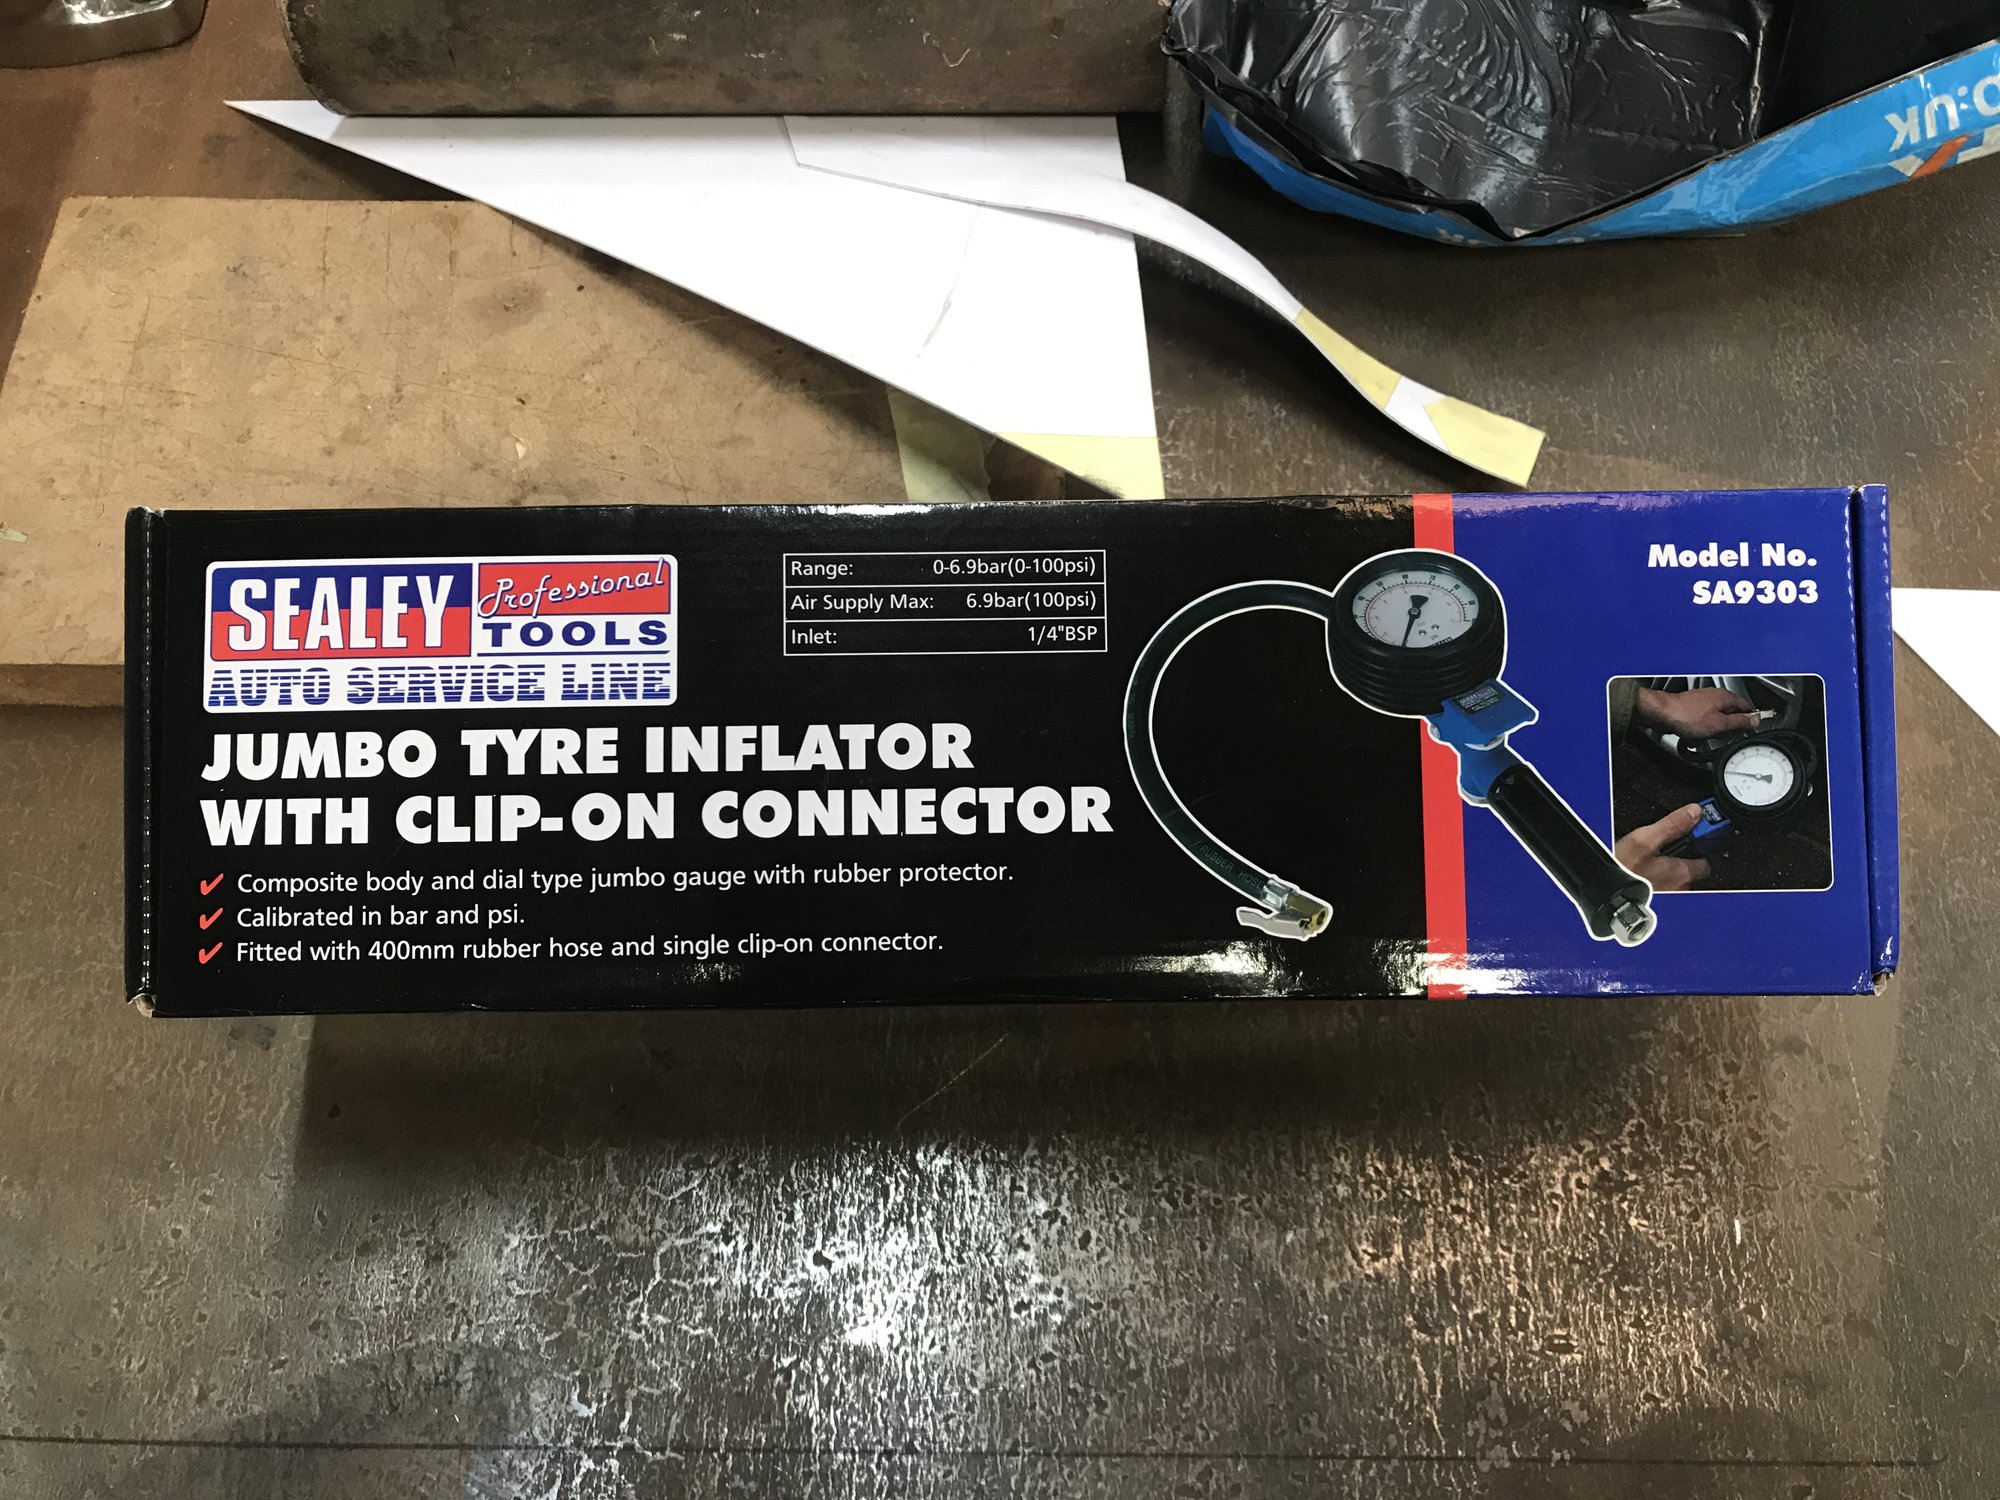 SEALEY
Professional
TOOLS
AUTO SERVICE LINE
Range: 0-6.9bar(0-100psi)
Air Supply Max: 6.9bar(100psi)
Inlet: 1/4"BSP
Model No.
SA9303
JUMBO TYRE INFLATOR
WITH CLIP-ON CONNECTOR
✔ Composite body and dial type jumbo gauge with rubber protector.
✔ Calibrated in bar and psi.
✔ Fitted with 400mm rubber hose and single clip-on connector.
RUBBER HOSE